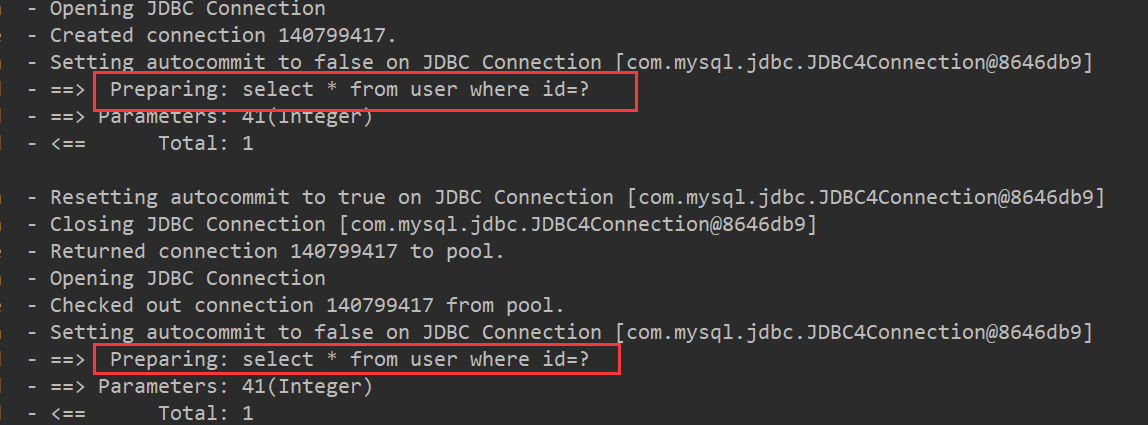 - Opening JDBC Connection
- Created connection 140799417.
- Setting autocommit to false on JDBC Connection [com.mysql.jdbc.JDBC4Connection@8646db9]
- ==>  Preparing: select * from user where id=?
- ==> Parameters: 41(Integer)
- <==      Total: 1
- Resetting autocommit to true on JDBC Connection [com.mysql.jdbc.JDBC4Connection@8646db9]
- Closing JDBC Connection [com.mysql.jdbc.JDBC4Connection@8646db9]
- Returned connection 140799417 to pool.
- Opening JDBC Connection
- Checked out connection 140799417 from pool.
- Setting autocommit to false on JDBC Connection [com.mysql.jdbc.JDBC4Connection@8646db9]
- ==>  Preparing: select * from user where id=?
- ==> Parameters: 41(Integer)
- <==      Total: 1